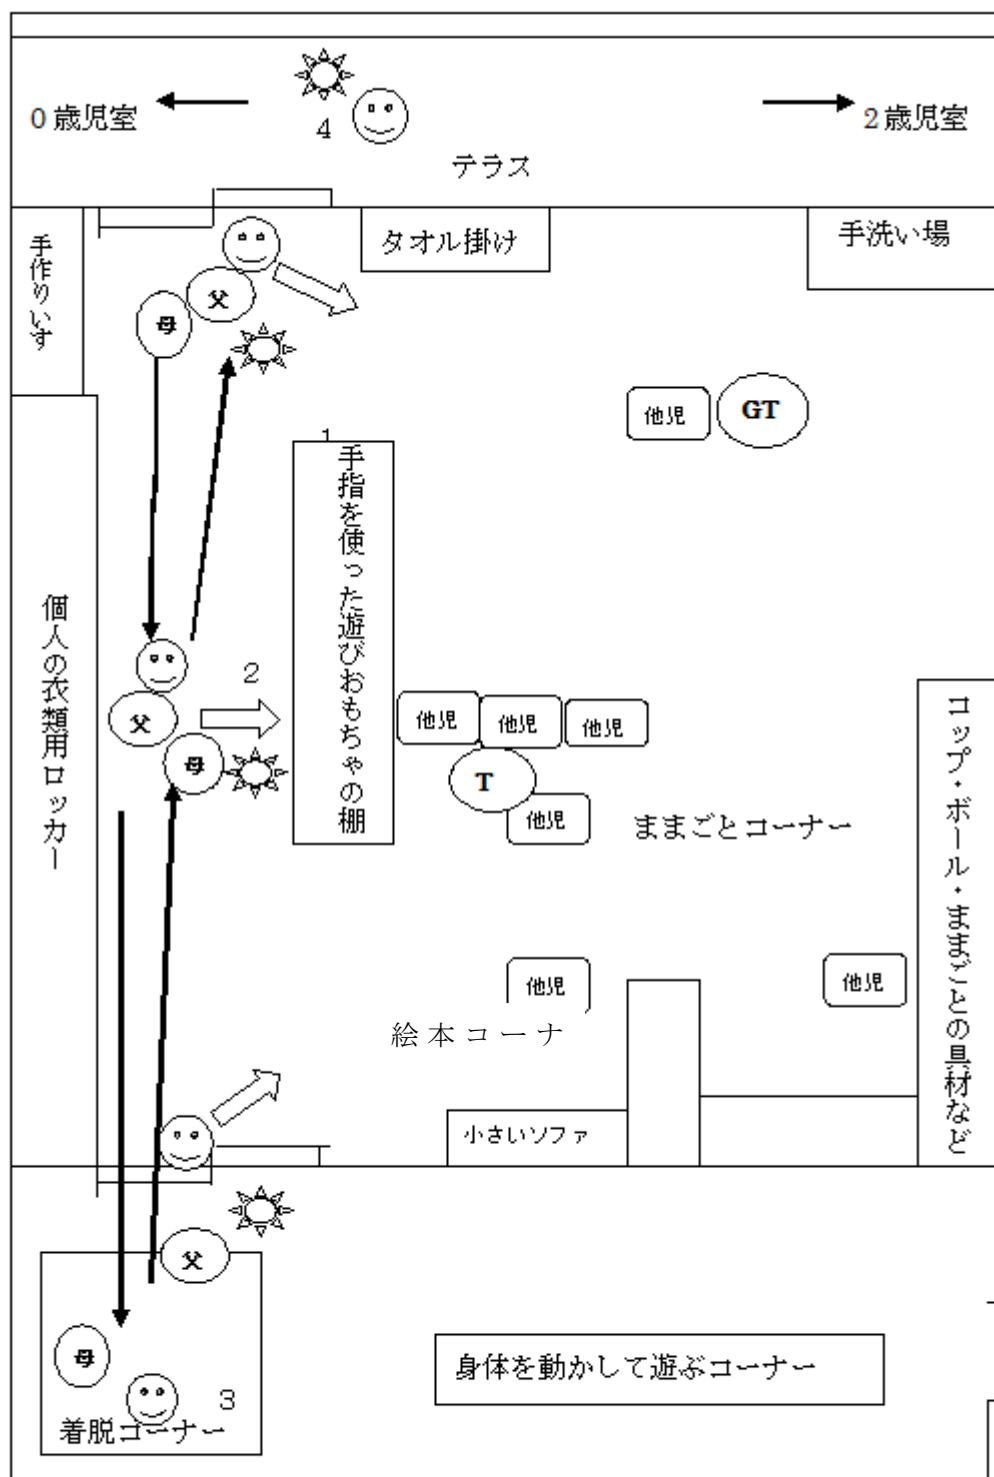 0歳児室
4
2歳児室
テラス
手作りいす
タオル掛け
手洗い場
父
母
他児
GT
1
手指を使った遊びおもちゃの棚
個人の衣類用ロッカー
2
父
母
他児
他児
他児
T
他児
ままごとコーナー
ロップ・ボール・ままごとの具材など
他児
他児
絵本コーナ
小さいソファ
父
母
3
着脱コーナー
身体を動かして遊ぶコーナー